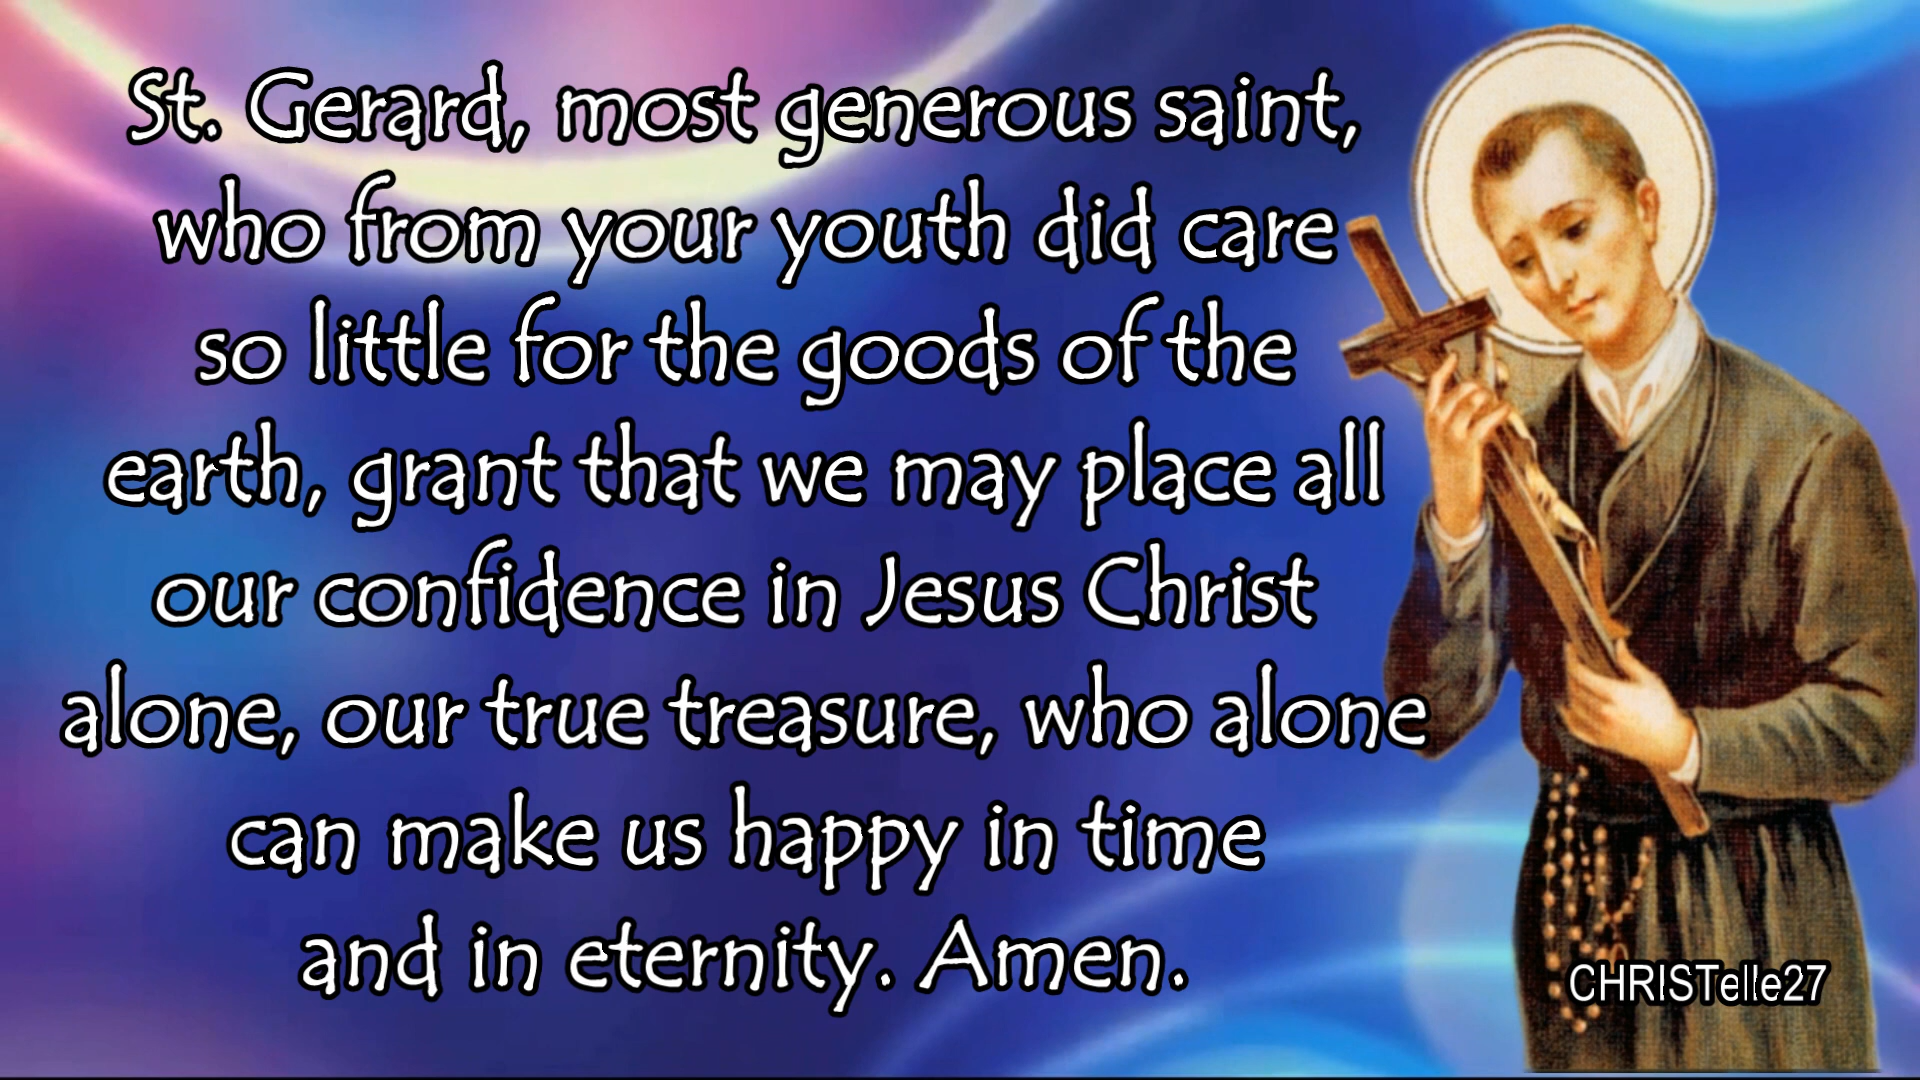 St. Gerard, most generous saint,
who from your youth did care
so little for the goods of the
earth, grant that we may place all
our confidence in Jesus Christ
alone, our true treasure, who alone
can make us happy in time
and in eternity. Amen.
CHRISTelle27